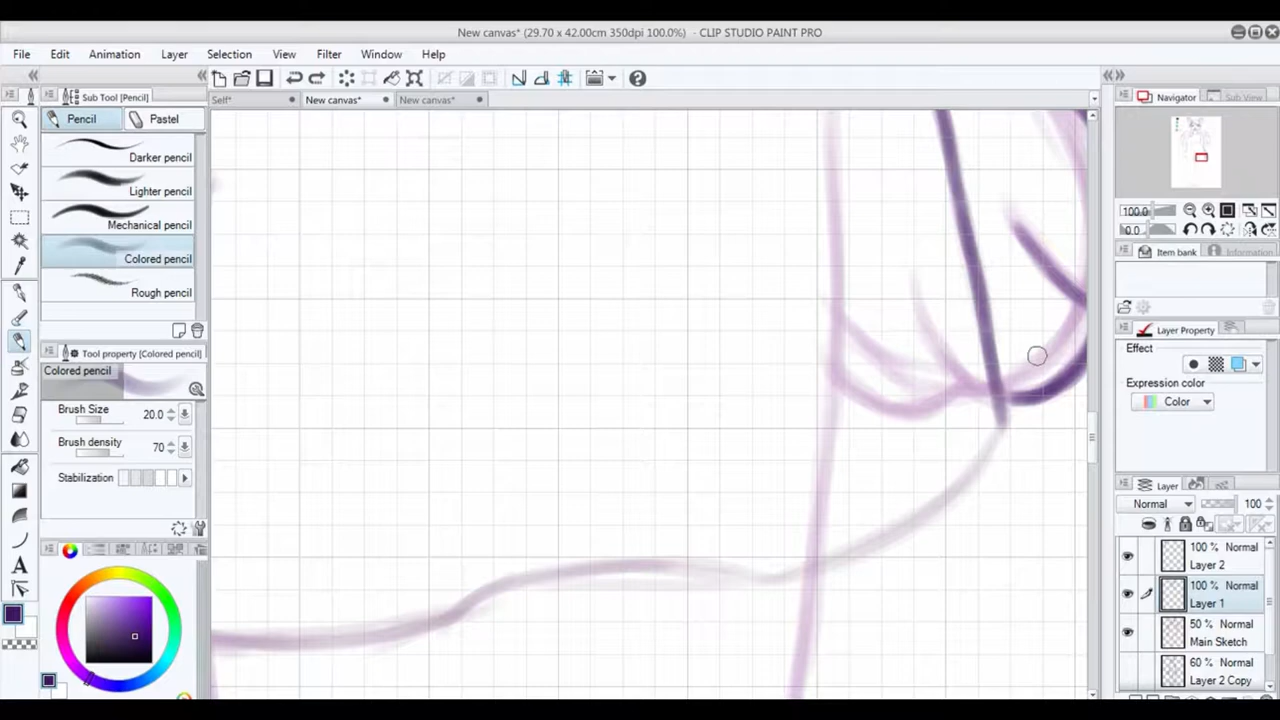 New canvas* (29.70 x 42.00cm 350dpi 100.0%) - CLIP STUDIO PAINT PRO
File Edit Animation Layer Selection View Filter Window Help
Sub Tool [Pencil]
Self* New canvas* New canvas*
Navigator Sub View
Pencil Pastel
Darker pencil
Lighter pencil
Mechanical pencil
Colored pencil
Rough pencil
Tool property [Colored pencil]
Colored pencil
Brush Size 20.0
Brush density 70
Stabilization
A
100.0
0.0
Item bank Information
Layer Property
Effect
Expression color
Color
Layer
Normal 100
100 % Normal
Layer 2
100 % Normal
Layer 1
50 % Normal
Main Sketch
60 % Normal
Layer 2 Copy